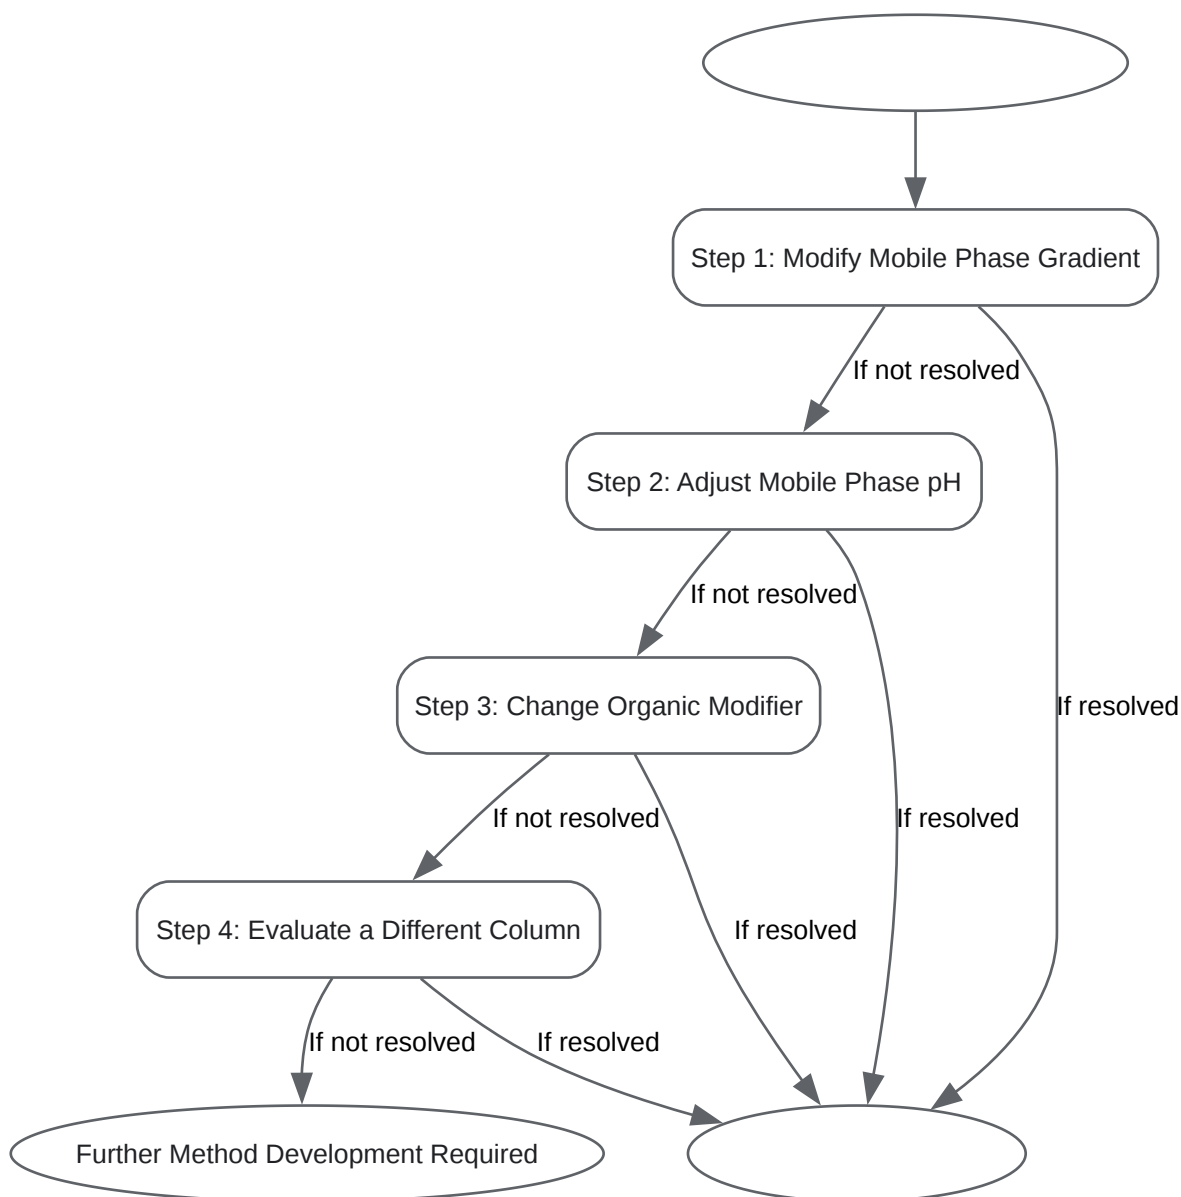 Step 1: Modify Mobile Phase Gradient
If not resolved
Step 2: Adjust Mobile Phase pH
If not resolved
Step 3: Change Organic Modifier
If resolved
If not resolved
If resolved
Step 4: Evaluate a Different Column
If resolved
If not resolved
If resolved
Further Method Development Required